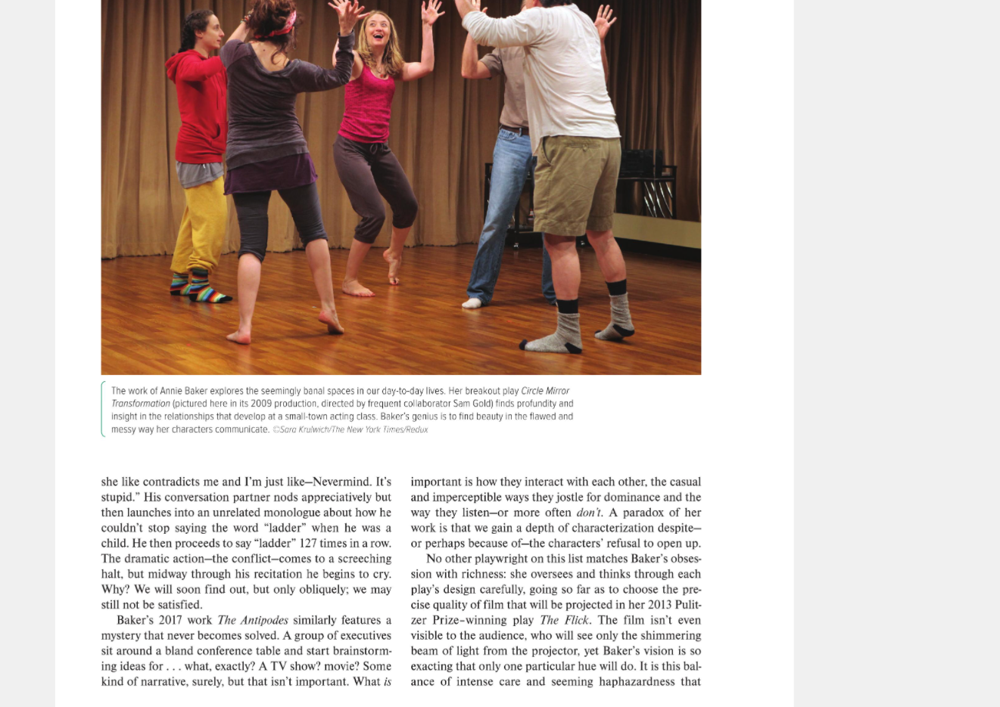 The work of Annie Baker explores the seemingly banal spaces in our day-to-day lives. Her breakout play Circle Mirror
Transformation (pictured here in its 2009 production, directed by frequent collaborator Sam Gold) finds profundity and
insight in the relationships that develop at a small-town acting class. Baker's genius is to find beauty in the flawed and
messy way her characters communicate. ©Sara Krulwich/The New York Times/Redux
she like contradicts me and I'm just like—Nevermind. It's
stupid.” His conversation partner nods appreciatively but
then launches into an unrelated monologue about how he
couldn't stop saying the word “ladder” when he was a
child. He then proceeds to say “ladder” 127 times in a row.
The dramatic action—the conflict—comes to a screeching
halt, but midway through his recitation he begins to cry.
Why? We will soon find out, but only obliquely; we may
still not be satisfied.
Baker's 2017 work The Antipodes similarly features a
mystery that never becomes solved. A group of executives
sit around a bland conference table and start brainstorm-
ing ideas for . . . what, exactly? A TV show? movie? Some
kind of narrative, surely, but that isn't important. What is
important is how they interact with each other, the casual
and imperceptible ways they jostle for dominance and the
way they listen—or more often don't. A paradox of her
work is that we gain a depth of characterization despite—
or perhaps because of—the characters' refusal to open up.
No other playwright on this list matches Baker's obses-
sion with richness: she oversees and thinks through each
play's design carefully, going so far as to choose the pre-
cise quality of film that will be projected in her 2013 Pulit-
zer Prize–winning play The Flick. The film isn't even
visible to the audience, who will see only the shimmering
beam of light from the projector, yet Baker's vision is so
exacting that only one particular hue will do. It is this bal-
ance of intense care and seeming haphazardness that